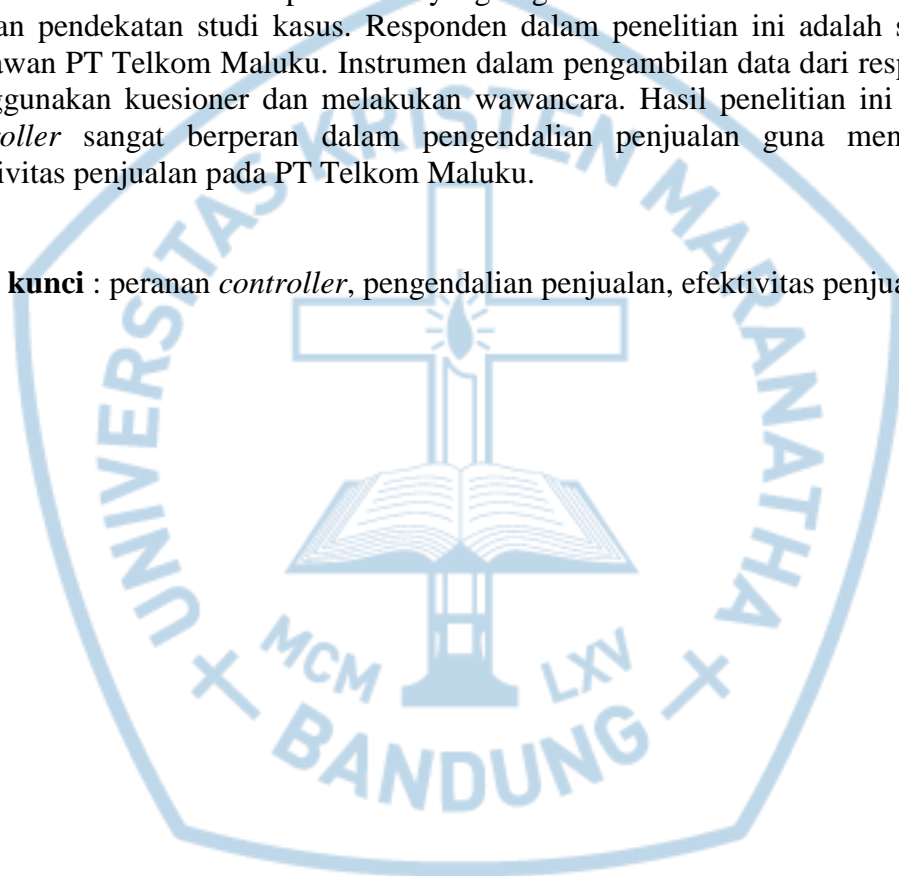 an pendekatan studi kasus. Responden dalam penelitian ini adalah s
awan PT Telkom Maluku. Instrumen dalam pengambilan data dari resp
ggunakan kuesioner dan melakukan wawancara. Hasil penelitian ini
roller sangat berperan dalam pengendalian penjualan guna men
ivitas penjualan pada PT Telkom Maluku.
kunci : peranan controller, pengendalian penjualan, efektivitas penjua
UNIVERSITAS KRISTEN MARANATHA
MCM LXV
BANDUNG